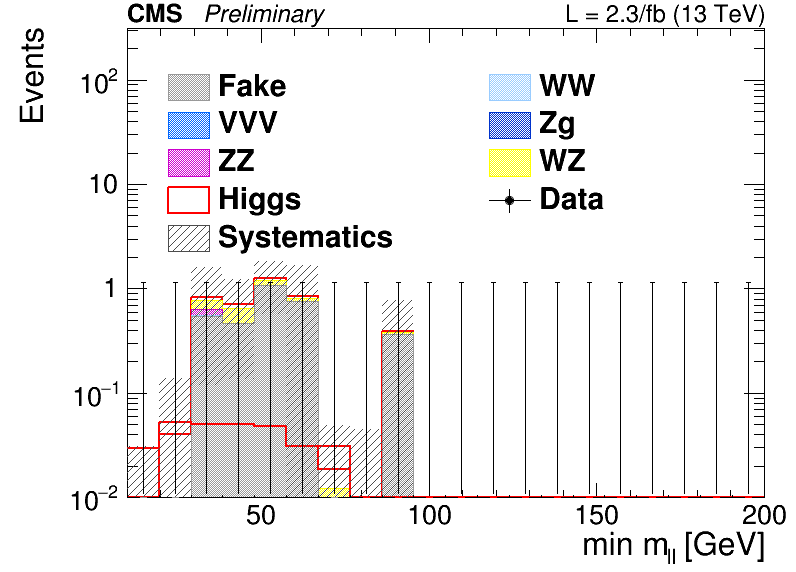 CMS Preliminary L = 2.3/fb (13 TeV)
Events
10²
10
1
10⁻¹
10⁻²
Fake
VVV
ZZ
Higgs
Systematics
WW
Zg
WZ
Data
50 100 150 200
min m_ll [GeV]